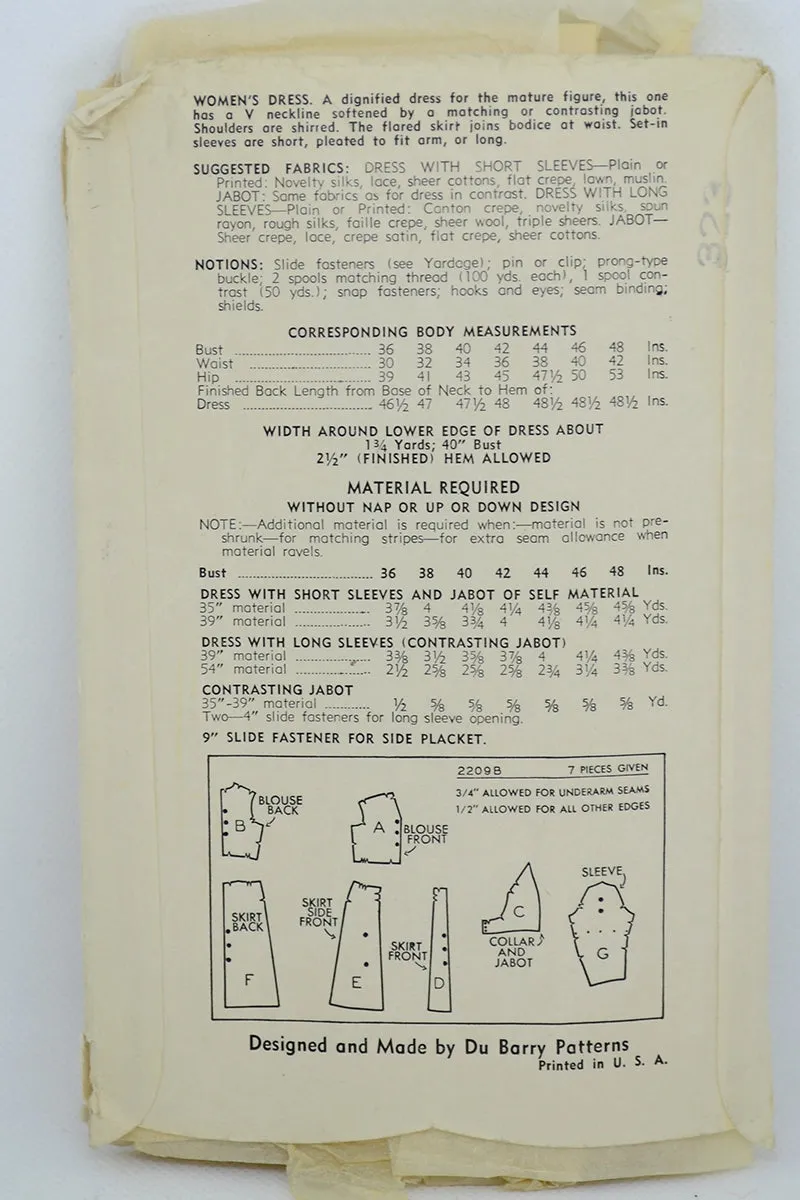 WOMEN'S DRESS. A dignified dress for the mature figure, this one
has a V neckline softened by a matching or contrasting jabot.
Shoulders are shirred. The flared skirt joins bodice at waist. Set-in
sleeves are short, pleated to fit arm, or long.
SUGGESTED FABRICS: DRESS WITH SHORT SLEEVES—Plain or
Printed: Novelty silks, lace, sheer cottons, flat crepe, lawn, muslin.
JABOT: Same fabrics as for dress in contrast. DRESS WITH LONG
SLEEVES—Plain or Printed: Canton crepe, novelty silks, spun
rayon, rough silks, faille crepe, sheer wool, triple sheers. JABOT—
Sheer crepe, lace, crepe satin, flat crepe, sheer cottons.
NOTIONS: Slide fasteners (see Yardage); pin or clip; prong-type
buckle; 2 spools matching thread (100 yds. each), 1 spool con-
trast (50 yds.); snap fasteners; hooks and eyes; seam binding;
shields.
CORRESPONDING BODY MEASUREMENTS
Bust 36 38 40 42 44 46 48 Ins.
Waist 30 32 34 36 38 40 42 Ins.
Hip 39 41 43 45 47½ 50 53 Ins.
Finished Back Length from Base of Neck to Hem of:
Dress 46½ 47 47½ 48 48½ 48½ 48½ Ins.
WIDTH AROUND LOWER EDGE OF DRESS ABOUT
1¾ Yards; 40" Bust
2½" (FINISHED) HEM ALLOWED
MATERIAL REQUIRED
WITHOUT NAP OR UP OR DOWN DESIGN
NOTE:—Additional material is required when:—material is not pre-
shrunk—for matching stripes—for extra seam allowance when
material ravels.
Bust 36 38 40 42 44 46 48 Ins.
DRESS WITH SHORT SLEEVES AND JABOT OF SELF MATERIAL
35" material 3⅞ 4 4⅛ 4¼ 4⅜ 4⅝ 4⅝ Yds.
39" material 3½ 3⅝ 3¾ 4 4⅛ 4¼ 4¼ Yds.
DRESS WITH LONG SLEEVES (CONTRASTING JABOT)
39" material 3⅜ 3½ 3⅝ 3⅞ 4 4¼ 4⅜ Yds.
54" material 2½ 2⅝ 2⅝ 2⅝ 2¾ 3¼ 3⅜ Yds.
CONTRASTING JABOT
35"-39" material ½ ⅝ ⅝ ⅝ ⅝ ⅝ ⅝ Yd.
Two—4" slide fasteners for long sleeve opening.
9" SLIDE FASTENER FOR SIDE PLACKET.
2209B 7 PIECES GIVEN
3/4" ALLOWED FOR UNDERARM SEAMS
1/2" ALLOWED FOR ALL OTHER EDGES
BLOUSE
BACK
B
A
BLOUSE
FRONT
SKIRT
BACK
F
SKIRT
SIDE
FRONT
E
SKIRT
FRONT
D
C
COLLAR
AND
JABOT
SLEEVE
G
Designed and Made by Du Barry Patterns
Printed in U. S. A.